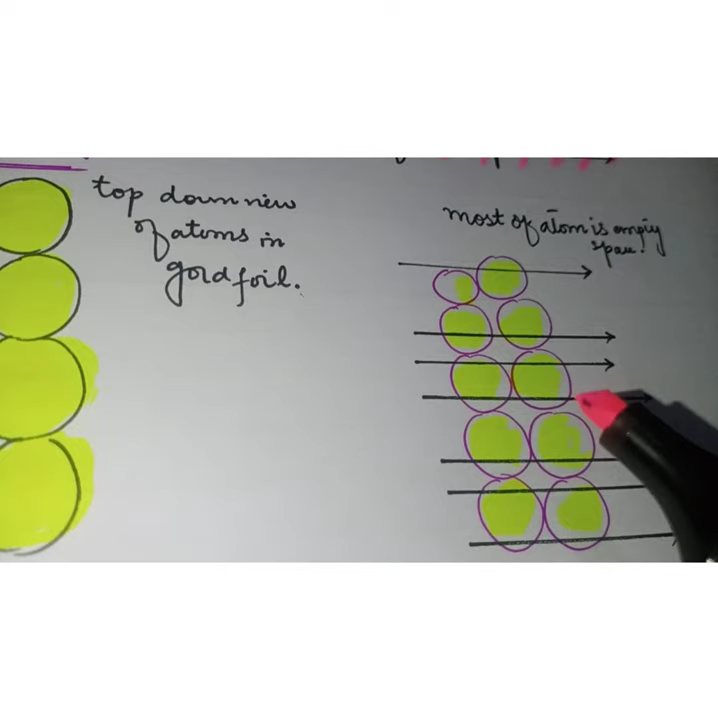 top down view
of atoms in
gold foil.
most of atom is empty
space.